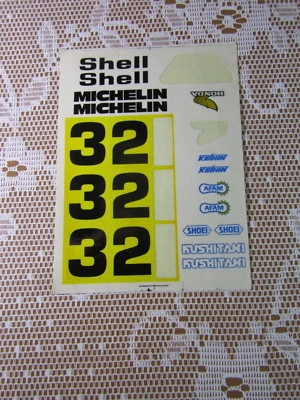 Shell
Shell
MICHELIN
MICHELIN
HONDA
32
KEIHIN
KEIHIN
32
AFAM
AFAM
32
SHOEI SHOEI
KUSHITANI
KUSHITANI